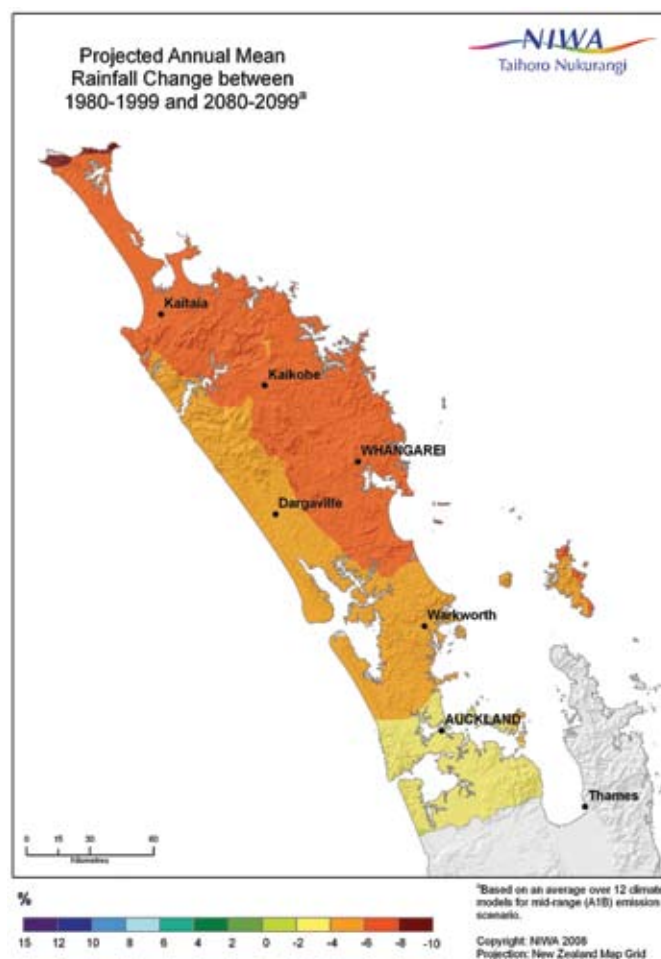 Projected Annual Mean
Rainfall Change between
1980-1999 and 2080-2099ª
NIWA
Taihoro Nukurangi
Kaitaia
Kaikohe
WHANGAREI
Dargaville
Warkworth
AUCKLAND
Thames
0 15 30 60
Kilometres
%
15 12 10 8 6 4 2 0 -2 -4 -6 -8 -10
ªBased on an average over 12 climate
models for mid-range (A1B) emission
scenario.
Copyright: NIWA 2008
Projection: New Zealand Map Grid